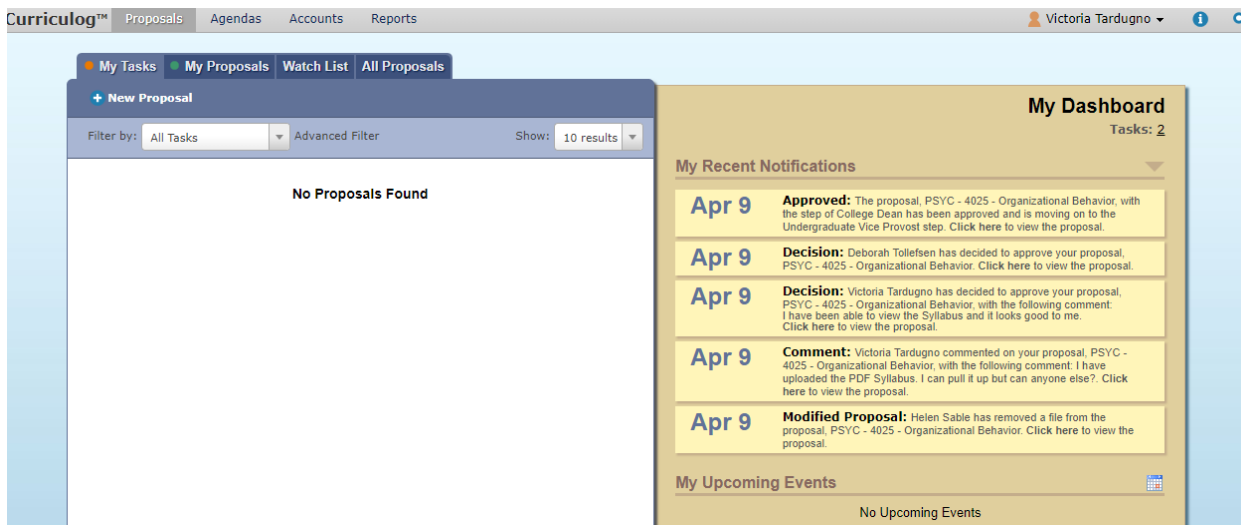 Curriculog™ Proposals Agendas Accounts Reports Victoria Tardugno
My Tasks My Proposals Watch List All Proposals
New Proposal
Filter by: All Tasks Advanced Filter Show: 10 results
No Proposals Found
My Dashboard
Tasks: 2
My Recent Notifications
Apr 9
Approved: The proposal, PSYC - 4025 - Organizational Behavior, with
the step of College Dean has been approved and is moving on to the
Undergraduate Vice Provost step. Click here to view the proposal.
Apr 9
Decision: Deborah Tollefsen has decided to approve your proposal,
PSYC - 4025 - Organizational Behavior. Click here to view the proposal.
Apr 9
Decision: Victoria Tardugno has decided to approve your proposal,
PSYC - 4025 - Organizational Behavior, with the following comment:
I have been able to view the Syllabus and it looks good to me.
Click here to view the proposal.
Apr 9
Comment: Victoria Tardugno commented on your proposal, PSYC -
4025 - Organizational Behavior, with the following comment: I have
uploaded the PDF Syllabus. I can pull it up but can anyone else?. Click
here to view the proposal.
Apr 9
Modified Proposal: Helen Sable has removed a file from the
proposal, PSYC - 4025 - Organizational Behavior. Click here to view the
proposal.
My Upcoming Events
No Upcoming Events